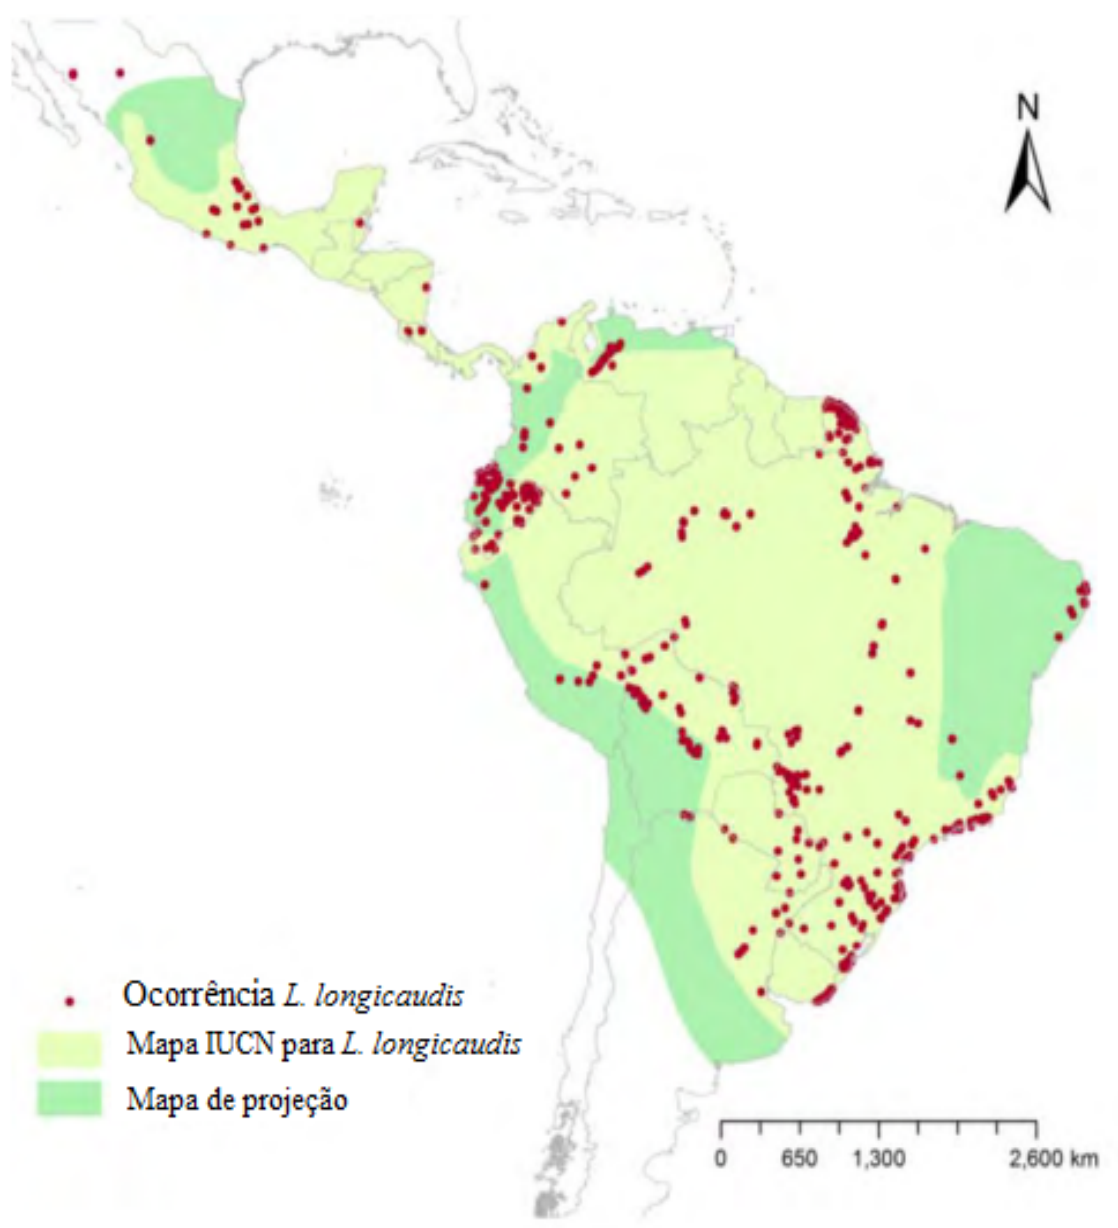 N
Ocorrência L. longicaudis
Mapa IUCN para L. longicaudis
Mapa de projeção
0 650 1,300 2,600 km